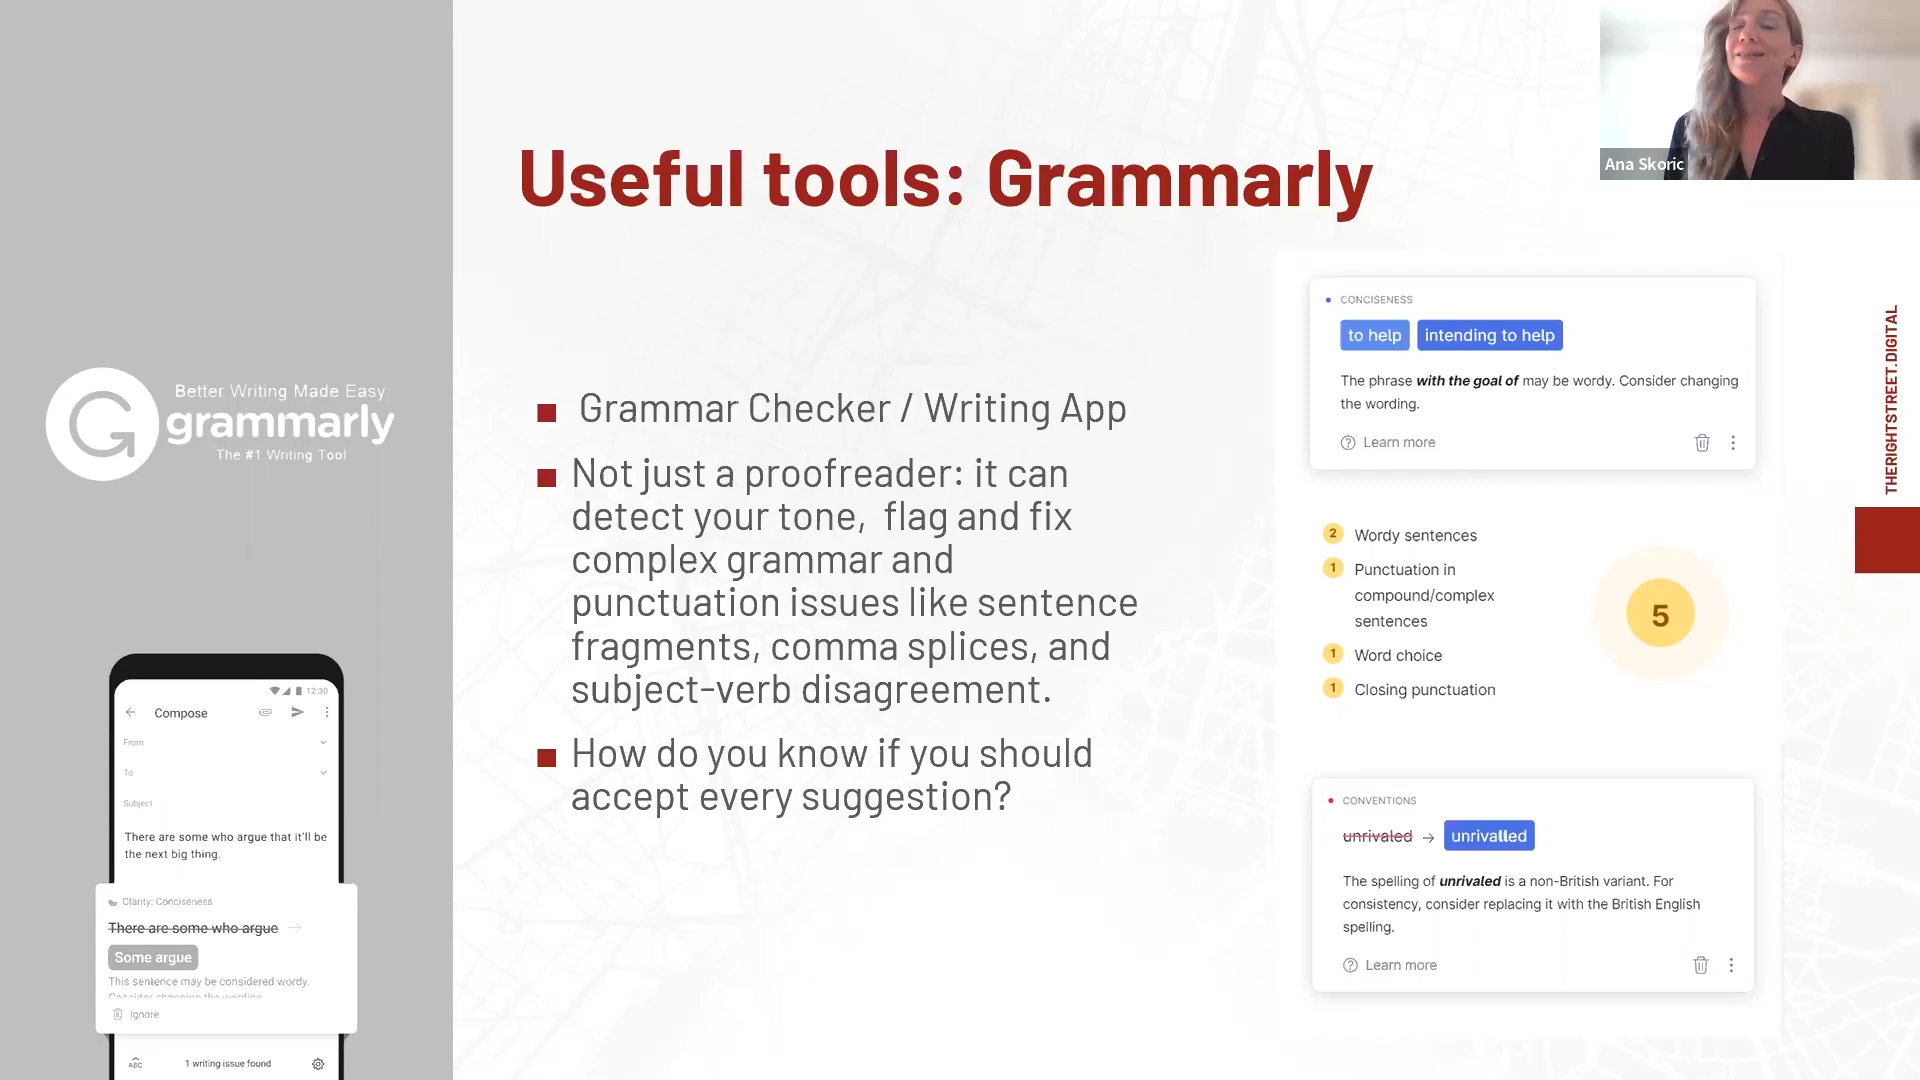 Ana Skoric
Useful tools: Grammarly
THERIGHTSTREET.DIGITAL
Better Writing Made Easy
grammarly
The #1 Writing Tool
12:30
Compose
From
To
Subject
There are some who argue that it'll be
the next big thing.
Clarity: Conciseness
There are some who argue →
Some argue
This sentence may be considered wordy.
Consider changing the wording.
Ignore
ABC
1 writing issue found
Grammar Checker / Writing App
Not just a proofreader: it can
detect your tone, flag and fix
complex grammar and
punctuation issues like sentence
fragments, comma splices, and
subject-verb disagreement.
How do you know if you should
accept every suggestion?
CONCISENESS
to help intending to help
The phrase with the goal of may be wordy. Consider changing
the wording.
Learn more
2 Wordy sentences
1 Punctuation in
compound/complex
sentences
1 Word choice
1 Closing punctuation
5
CONVENTIONS
unrivaled → unrivalled
The spelling of unrivaled is a non-British variant. For
consistency, consider replacing it with the British English
spelling.
Learn more